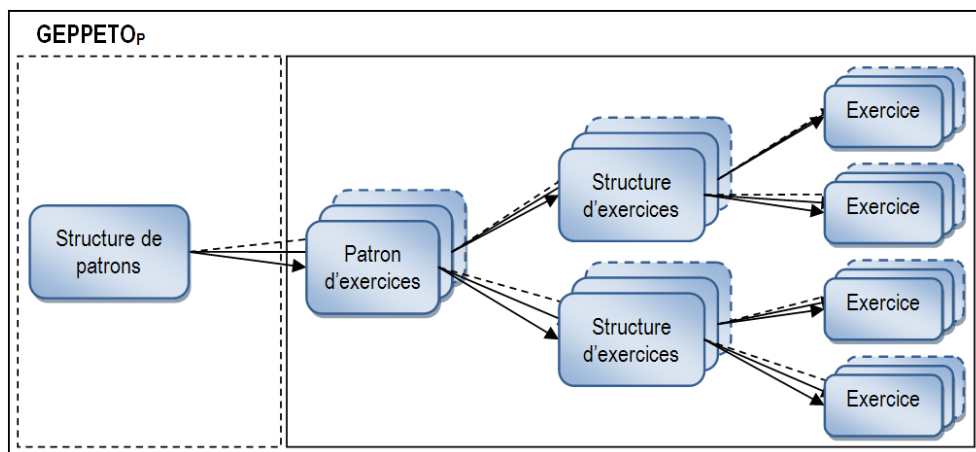 GEPPETOP
Structure de
patrons
Patron
d'exercices
Structure
d'exercices
Structure
d'exercices
Exercice
Exercice
Exercice
Exercice